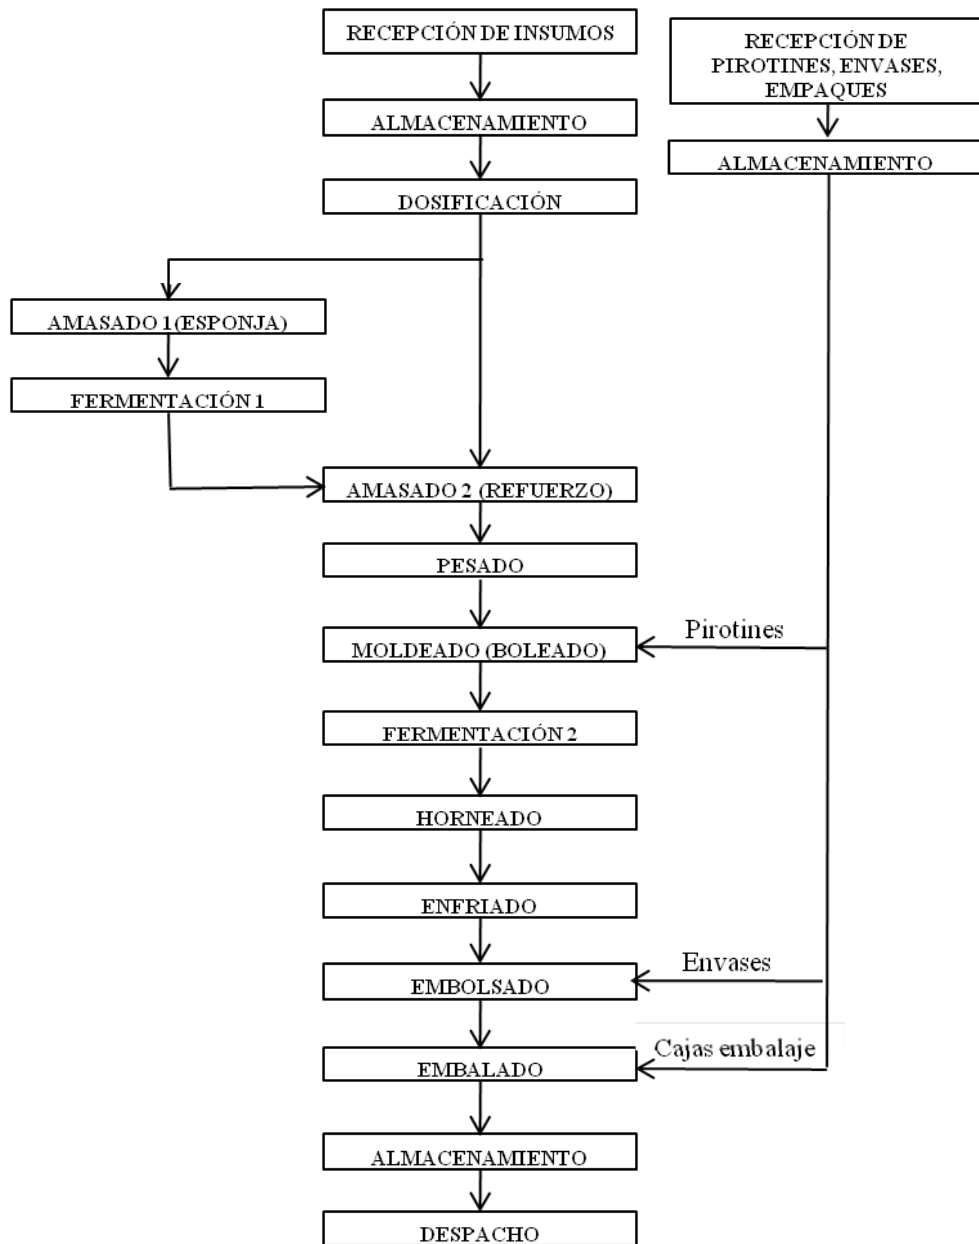 RECEPCIÓN DE INSUMOS
RECEPCIÓN DE
PIROTINES, ENVASES,
EMPAQUES
ALMACENAMIENTO
ALMACENAMIENTO
DOSIFICACIÓN
AMASADO 1(ESPONJA)
FERMENTACIÓN 1
AMASADO 2 (REFUERZO)
PESADO
MOLDEADO (BOLEADO)
Pirotines
FERMENTACIÓN 2
HORNEADO
ENFRIADO
EMBOLSADO
Envases
EMBALADO
Cajas embalaje
ALMACENAMIENTO
DESPACHO